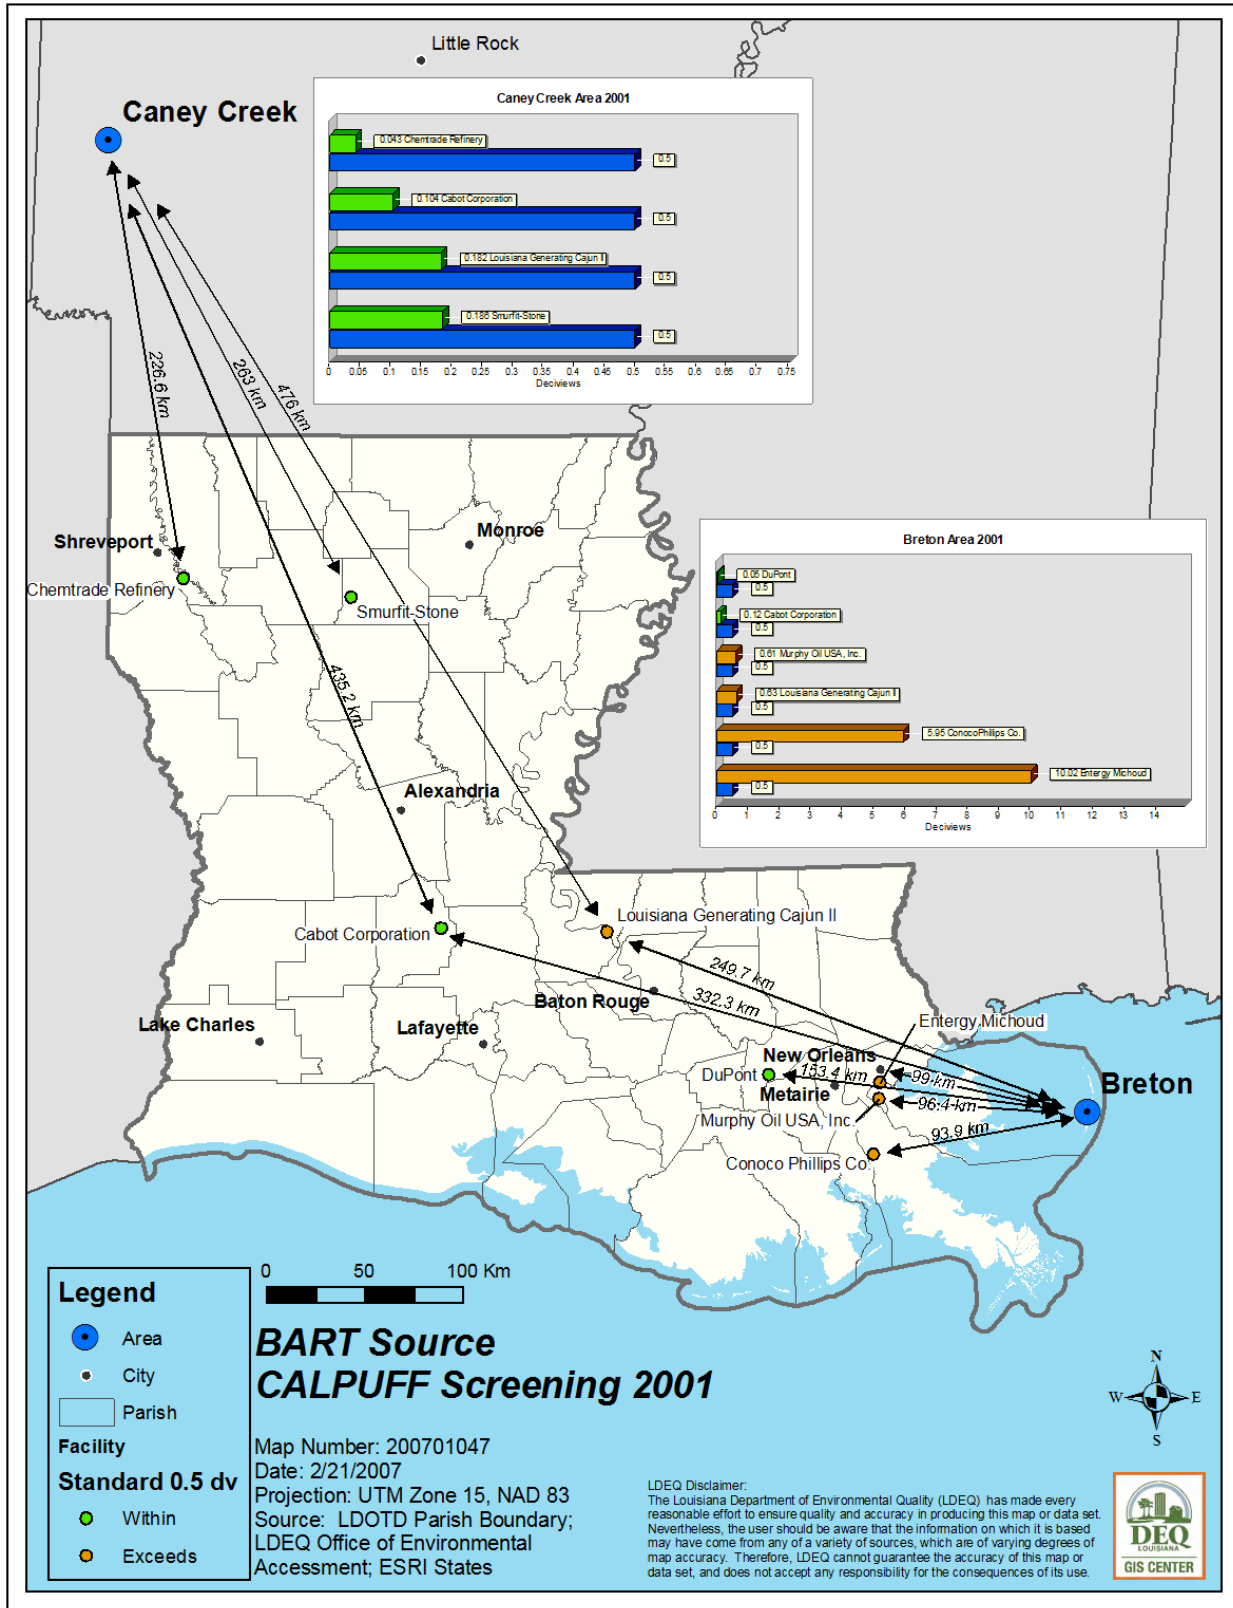 Little Rock
Caney Creek
Caney Creek Area 2001
0.043 Chemtrade Refinery
0.5
0.104 Cabot Corporation
0.5
0.182 Louisiana Generating Cajun II
0.5
0.186 Smurfit-Stone
0.5
0 0.05 0.1 0.15 0.2 0.25 0.3 0.35 0.4 0.45 0.5 0.55 0.6 0.65 0.7 0.75
Deciviews
226.6 km
263 km
476 km
435.2 km
Shreveport
Monroe
Chemtrade Refinery
Smurfit-Stone
Breton Area 2001
0.05 DuPont
0.5
0.12 Cabot Corporation
0.5
0.61 Murphy Oil USA, Inc.
0.5
0.63 Louisiana Generating Cajun II
0.5
5.95 ConocoPhillips Co.
0.5
10.02 Entergy Michoud
0.5
0 1 2 3 4 5 6 7 8 9 10 11 12 13 14
Deciviews
Alexandria
Louisiana Generating Cajun II
Cabot Corporation
249.7 km
332.3 km
Baton Rouge
Lake Charles
Lafayette
Entergy Michoud
New Orleans
DuPont
153.4 km
99 km
Metairie
96.4 km
Breton
Murphy Oil USA, Inc.
93.9 km
Conoco Phillips Co.
0 50 100 Km
Legend
Area
City
Parish
Facility
Standard 0.5 dv
Within
Exceeds
BART Source
CALPUFF Screening 2001
Map Number: 200701047
Date: 2/21/2007
Projection: UTM Zone 15, NAD 83
Source: LDOTD Parish Boundary;
LDEQ Office of Environmental
Assessment; ESRI States
N
W E
S
LDEQ Disclaimer:
The Louisiana Department of Environmental Quality (LDEQ) has made every
reasonable effort to ensure quality and accuracy in producing this map or data set.
Nevertheless, the user should be aware that the information on which it is based
may have come from any of a variety of sources, which are of varying degrees of
map accuracy. Therefore, LDEQ cannot guarantee the accuracy of this map or
data set, and does not accept any responsibility for the consequences of its use.
DEQ
LOUISIANA
GIS CENTER